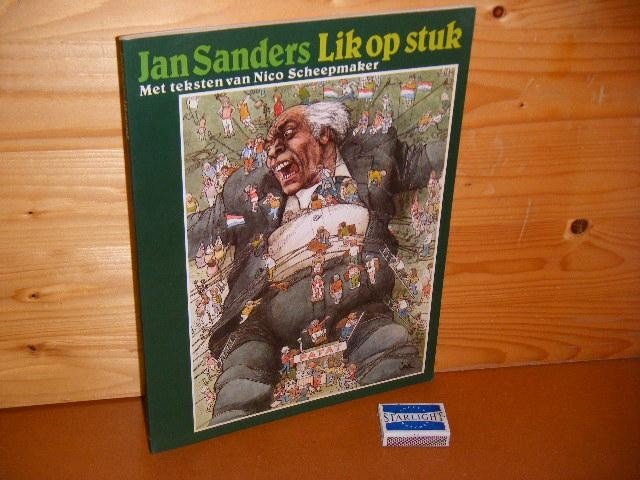 Jan Sanders Lik op stuk
Met teksten van Nico Scheepmaker
STARLIGHT